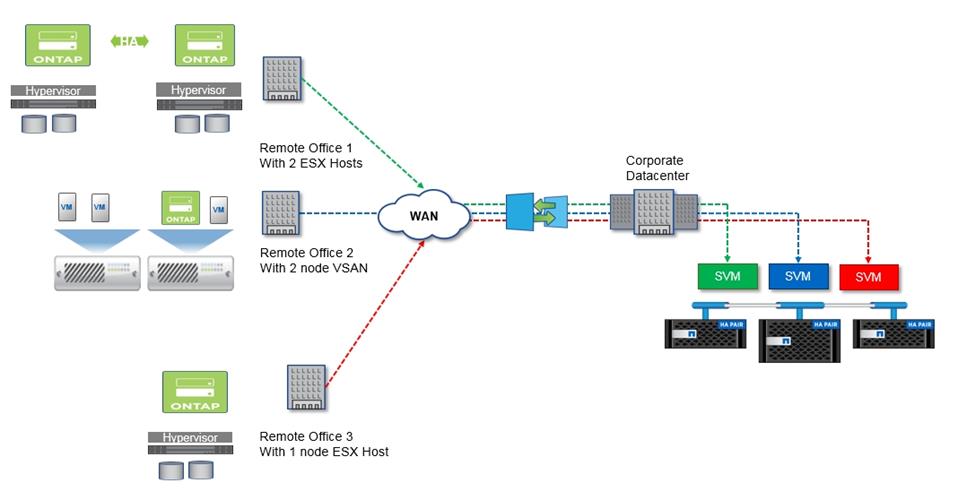 ONTAP
HA
ONTAP
Hypervisor
Hypervisor
Remote Office 1
With 2 ESX Hosts
VM
VM
ONTAP
VM
Remote Office 2
With 2 node VSAN
WAN
Corporate
Datacenter
SVM
SVM
SVM
HA PAIR
HA PAIR
HA PAIR
ONTAP
Hypervisor
Remote Office 3
With 1 node ESX Host